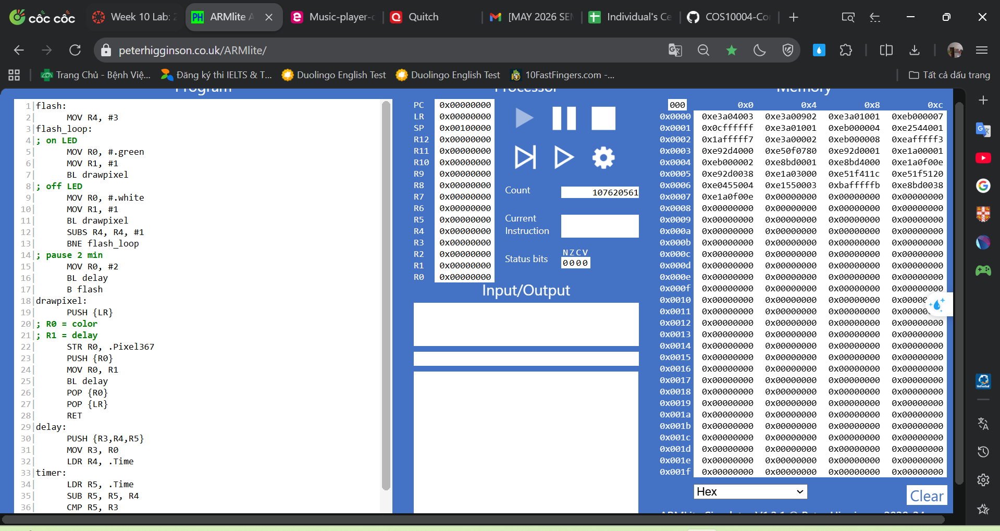 cốc cốc
Week 10 Lab: 2
PH ARMlite A
Music-player-c
Quitch
[MAY 2026 SEM
Individual's Ce
COS10004-Cor
peterhigginson.co.uk/ARMlite/
Trang Chủ - Bệnh Việ...
Đăng ký thi IELTS & T...
Duolingo English Test
Duolingo English Test
10FastFingers.com -...
Tất cả dấu trang
Program
1|flash:
2| MOV R4, #3
3|flash_loop:
4|; on LED
5| MOV R0, #.green
6| MOV R1, #1
7| BL drawpixel
8|; off LED
9| MOV R0, #.white
10| MOV R1, #1
11| BL drawpixel
12| SUBS R4, R4, #1
13| BNE flash_loop
14|; pause 2 min
15| MOV R0, #2
16| BL delay
17| B flash
18|drawpixel:
19| PUSH {LR}
20|; R0 = color
21|; R1 = delay
22| STR R0, .Pixel367
23| PUSH {R0}
24| MOV R0, R1
25| BL delay
26| POP {R0}
27| POP {LR}
28| RET
29|delay:
30| PUSH {R3,R4,R5}
31| MOV R3, R0
32| LDR R4, .Time
33|timer:
34| LDR R5, .Time
35| SUB R5, R5, R4
36| CMP R5, R3
Processor
PC 0x00000000
LR 0x00000000
SP 0x00100000
R12 0x00000000
R11 0x00000000
R10 0x00000000
R9 0x00000000
R8 0x00000000
R7 0x00000000
R6 0x00000000
R5 0x00000000
R4 0x00000000
R3 0x00000000
R2 0x00000000
R1 0x00000000
R0 0x00000000
Count 107620561
Current
Instruction
Status bits
NZCV
0000
Input/Output
Memory
000 0x0 0x4 0x8 0xc
0x0000 0xe3a04003 0xe3a00902 0xe3a01001 0xeb000007
0x0001 0x0cffffff 0xe3a01001 0xeb000004 0xe2544001
0x0002 0x1afffff7 0xe3a00002 0xeb000008 0xeafffff3
0x0003 0xe92d4000 0xe50f0780 0xe92d0001 0xe1a00001
0x0004 0xeb000002 0xe8bd0001 0xe8bd4000 0xe1a0f00e
0x0005 0xe92d0038 0xe1a03000 0xe51f411c 0xe51f5120
0x0006 0xe0455004 0xe1550003 0xbafffffb 0xe8bd0038
0x0007 0xe1a0f00e 0x00000000 0x00000000 0x00000000
0x0008 0x00000000 0x00000000 0x00000000 0x00000000
0x0009 0x00000000 0x00000000 0x00000000 0x00000000
0x000a 0x00000000 0x00000000 0x00000000 0x00000000
0x000b 0x00000000 0x00000000 0x00000000 0x00000000
0x000c 0x00000000 0x00000000 0x00000000 0x00000000
0x000d 0x00000000 0x00000000 0x00000000 0x00000000
0x000e 0x00000000 0x00000000 0x00000000 0x00000000
0x000f 0x00000000 0x00000000 0x00000000 0x00000000
0x0010 0x00000000 0x00000000 0x00000000 0x0000
0x0011 0x00000000 0x00000000 0x00000000 0x0000
0x0012 0x00000000 0x00000000 0x00000000 0x00000000
0x0013 0x00000000 0x00000000 0x00000000 0x00000000
0x0014 0x00000000 0x00000000 0x00000000 0x00000000
0x0015 0x00000000 0x00000000 0x00000000 0x00000000
0x0016 0x00000000 0x00000000 0x00000000 0x00000000
0x0017 0x00000000 0x00000000 0x00000000 0x00000000
0x0018 0x00000000 0x00000000 0x00000000 0x00000000
0x0019 0x00000000 0x00000000 0x00000000 0x00000000
0x001a 0x00000000 0x00000000 0x00000000 0x00000000
0x001b 0x00000000 0x00000000 0x00000000 0x00000000
0x001c 0x00000000 0x00000000 0x00000000 0x00000000
0x001d 0x00000000 0x00000000 0x00000000 0x00000000
0x001e 0x00000000 0x00000000 0x00000000 0x00000000
0x001f 0x00000000 0x00000000 0x00000000 0x00000000
Hex
Clear